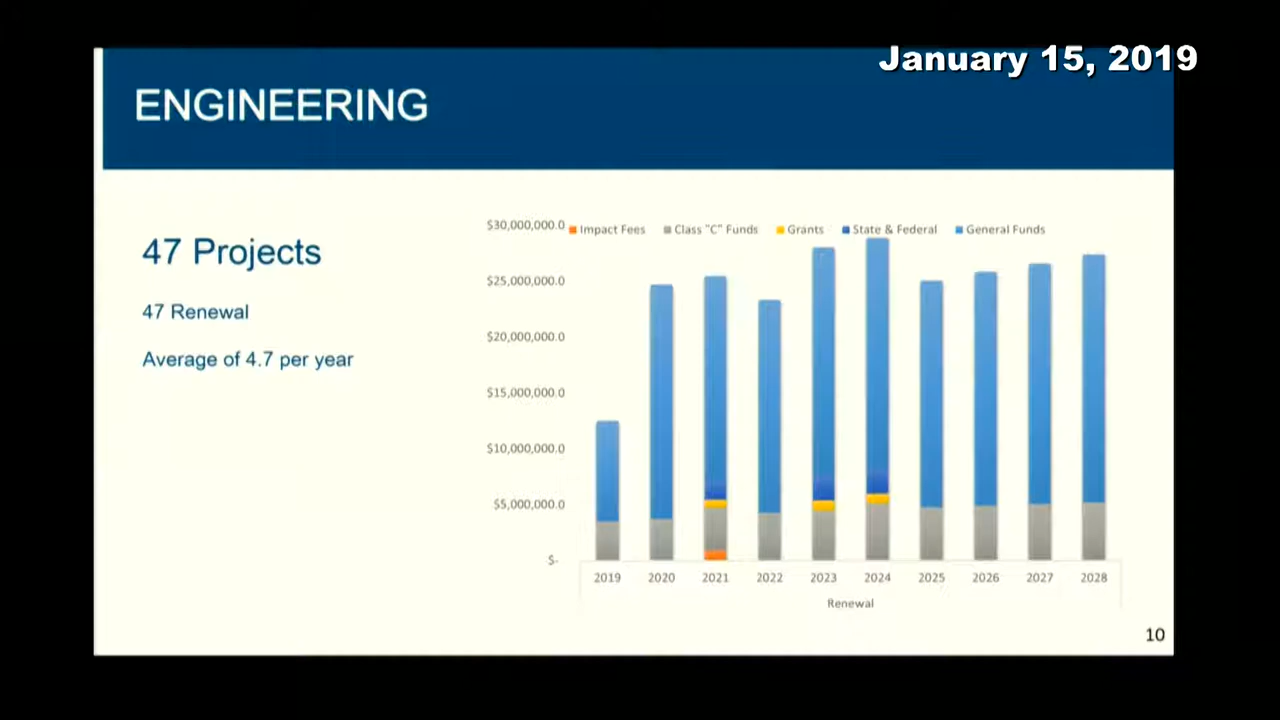 January 15, 2019
ENGINEERING
47 Projects
47 Renewal
Average of 4.7 per year
Impact Fees Class "C" Funds Grants State & Federal General Funds
$30,000,000.0
$25,000,000.0
$20,000,000.0
$15,000,000.0
$10,000,000.0
$5,000,000.0
$-
2019 2020 2021 2022 2023 2024 2025 2026 2027 2028
Renewal
10